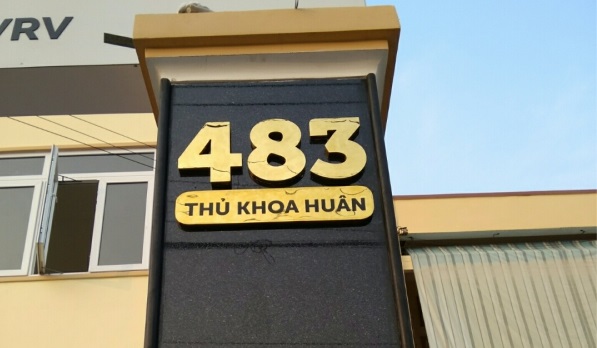 VRV
483
THỦ KHOA HUÂN